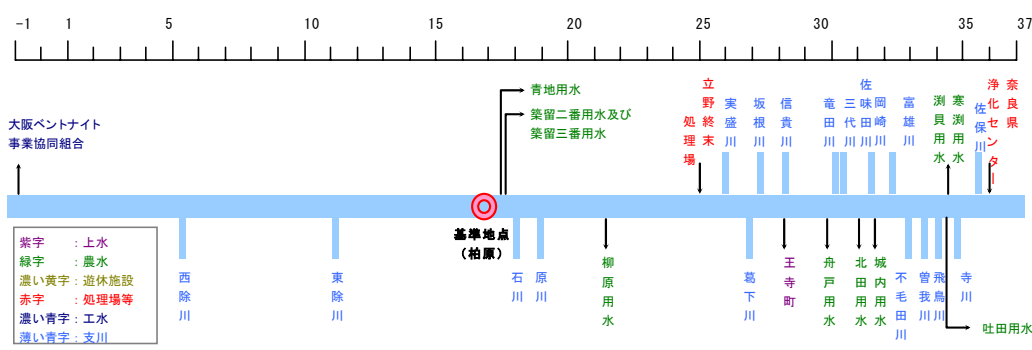 -1 1 5 10 15 20 25 30 35 37
大阪ベントナイト
事業協同組合
青地用水
築留二番用水及び
築留三番用水
立野終末
処理場
実盛川
坂根川
信貴川
竜田川
三代川
佐味田川
岡崎川
富雄川
渕貝用水
寒渕用水
佐保川
奈良県
浄化センター
基準地点
(柏原)
西除川
東除川
石川
原川
柳原用水
葛下川
王寺町
舟戸用水
北田用水
城内用水
不毛田川
曽我川
飛鳥川
寺川
吐田用水
紫字 :上水
緑字 :農水
濃い黄字:遊休施設
赤字 :処理場等
濃い青字:工水
薄い青字:支川